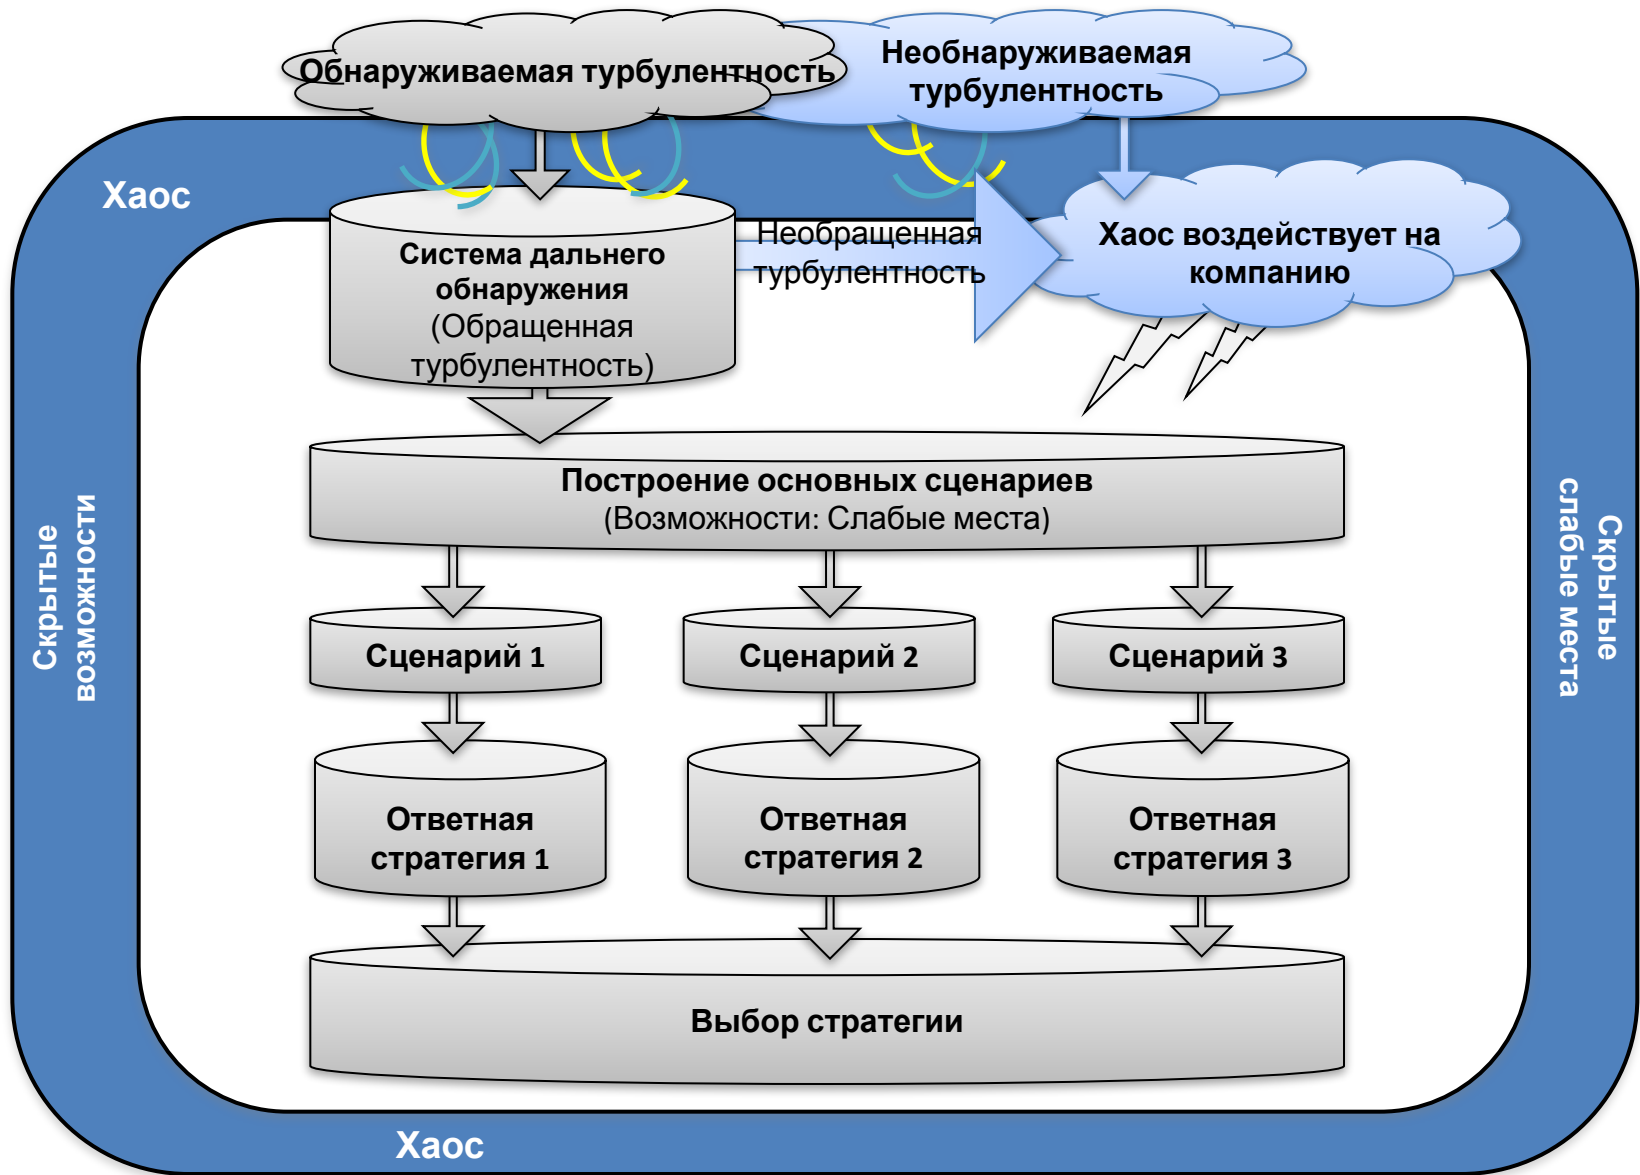 Обнаруживаемая турбулентность
Необнаруживаемая
турбулентность
Хаос
Система дальнего
обнаружения
(Обращенная
турбулентность)
Необращенная
турбулентность
Хаос воздействует на
компанию
Построение основных сценариев
(Возможности: Слабые места)
Скрытые
возможности
Скрытые
слабые места
Сценарий 1
Сценарий 2
Сценарий 3
Ответная
стратегия 1
Ответная
стратегия 2
Ответная
стратегия 3
Выбор стратегии
Хаос